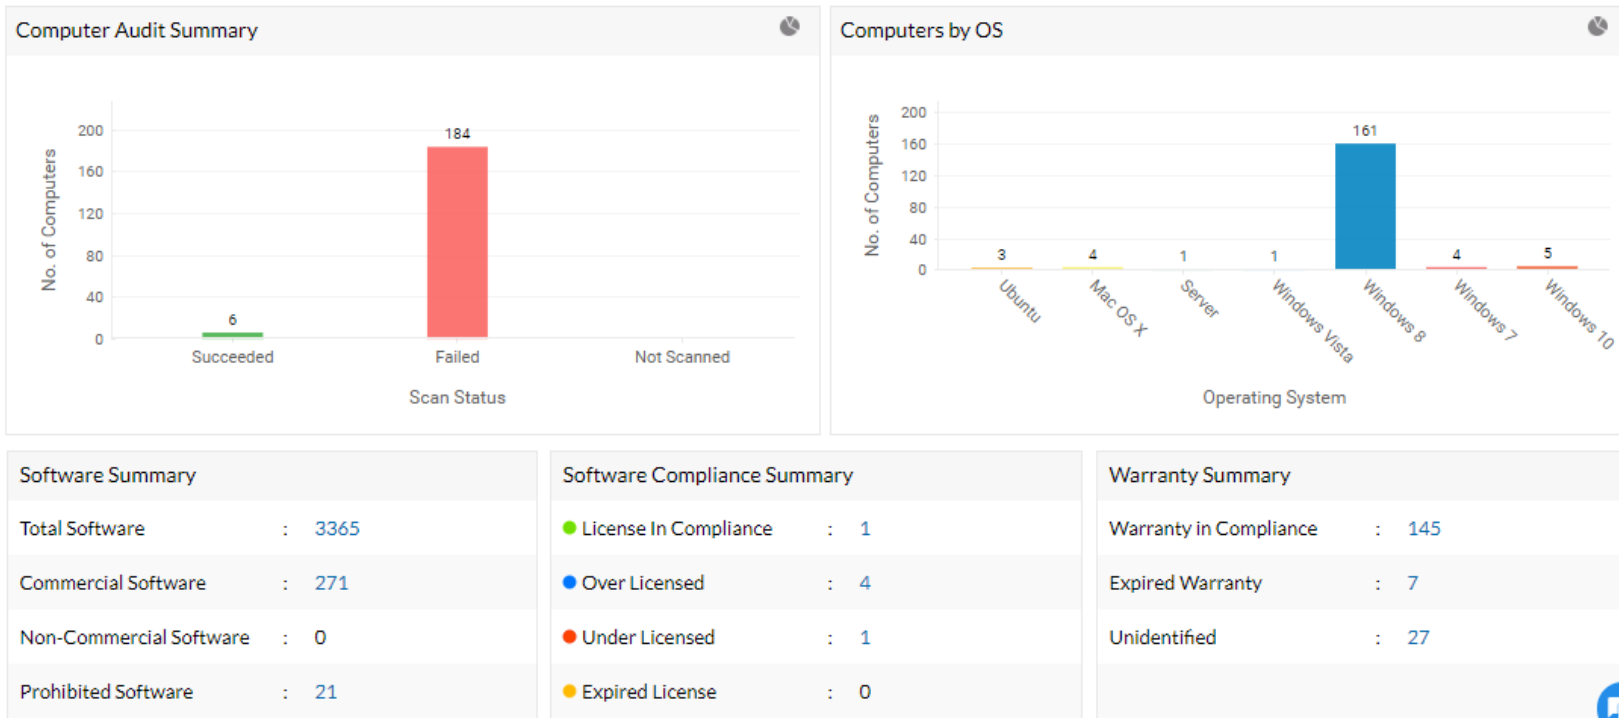 Computer Audit Summary
No. of Computers
200
160
120
80
40
0
6
184
Succeeded
Failed
Not Scanned
Scan Status
Computers by OS
No. of Computers
200
160
120
80
40
0
3
4
1
1
161
4
5
Ubuntu
Mac OS X
Server
Windows Vista
Windows 8
Windows 7
Windows 10
Operating System
Software Summary
Total Software : 3365
Commercial Software : 271
Non-Commercial Software : 0
Prohibited Software : 21
Software Compliance Summary
License In Compliance : 1
Over Licensed : 4
Under Licensed : 1
Expired License : 0
Warranty Summary
Warranty in Compliance : 145
Expired Warranty : 7
Unidentified : 27